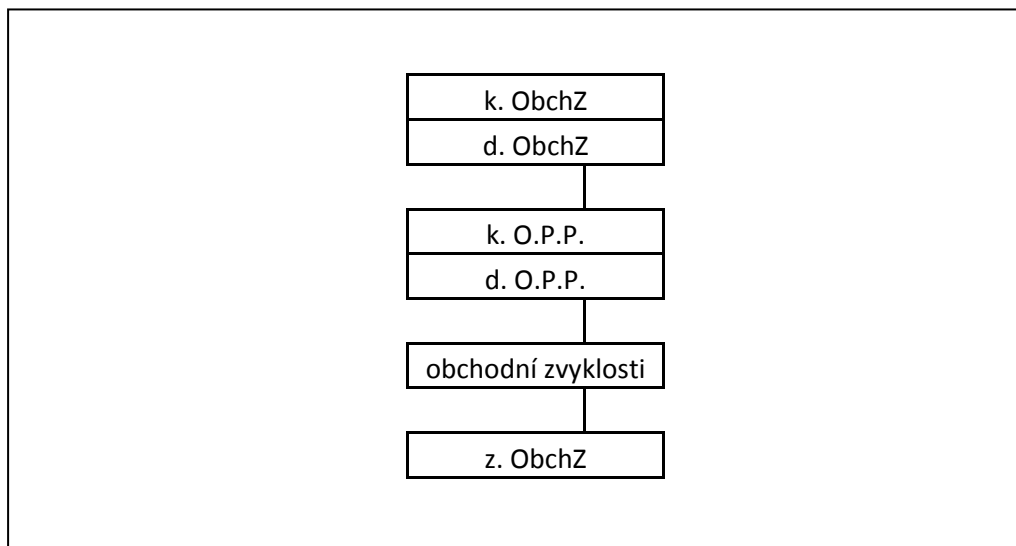 k. ObchZ
d. ObchZ
k. O.P.P.
d. O.P.P.
obchodní zvyklosti
z. ObchZ